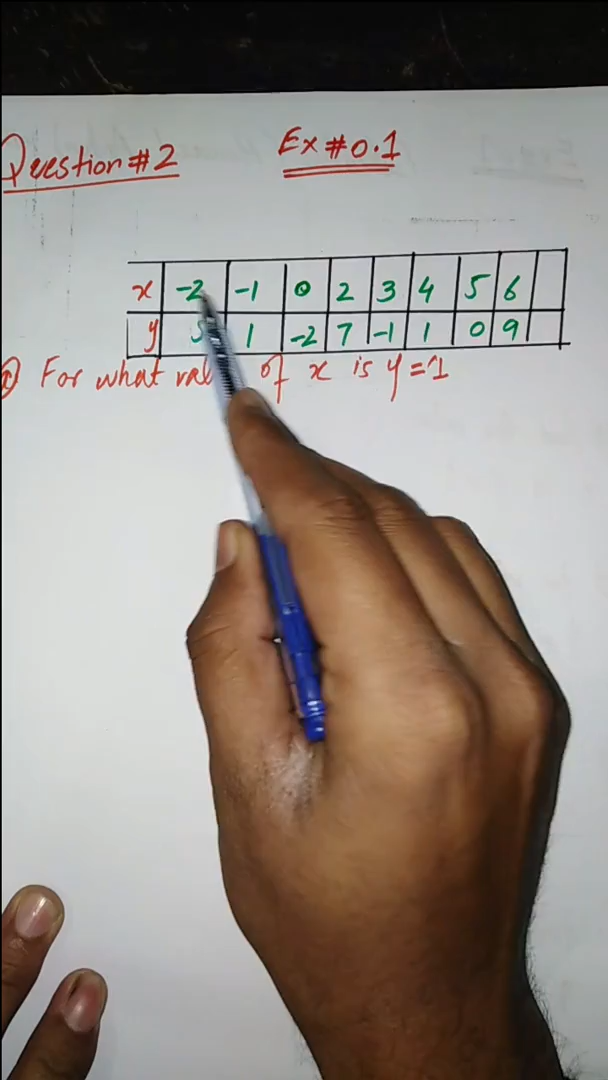 Question #2 Ex #0.1
x -2 -1 0 2 3 4 5 6
y 5 1 -2 7 -1 1 0 9
For what of x is y = 1